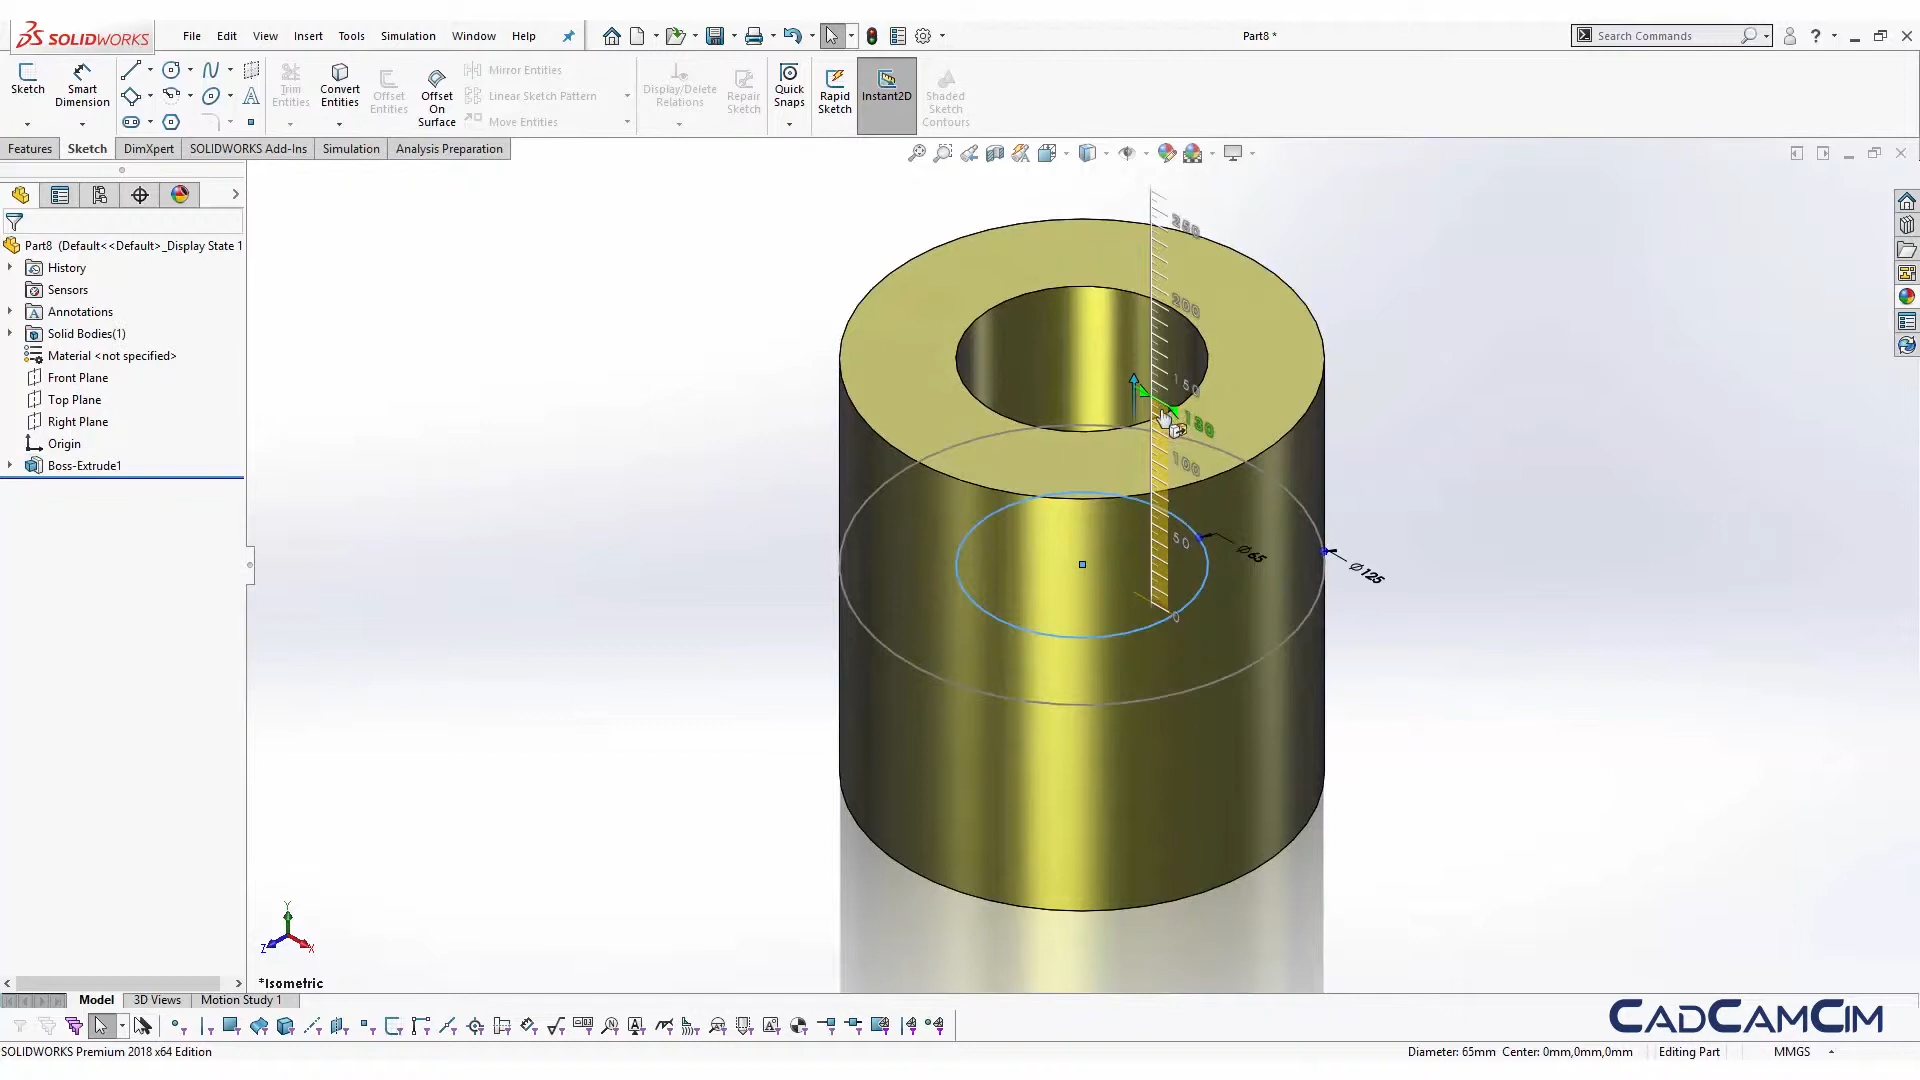 SOLIDWORKS
File Edit View Insert Tools Simulation Window Help
Part8 *
Search Commands
Sketch
Smart Dimension
Trim Entities
Convert Entities
Offset Entities
Offset On Surface
Mirror Entities
Linear Sketch Pattern
Move Entities
Display/Delete Relations
Repair Sketch
Quick Snaps
Rapid Sketch
Instant2D
Shaded Sketch Contours
Features Sketch DimXpert SOLIDWORKS Add-Ins Simulation Analysis Preparation
Part8 (Default<<Default>_Display State 1
History
Sensors
Annotations
Solid Bodies(1)
Material <not specified>
Front Plane
Top Plane
Right Plane
Origin
Boss-Extrude1
250
200
150
130
100
50
0
Ø65
Ø125
Y
Z
X
*Isometric
Model 3D Views Motion Study 1
CADCAMCIM
SOLIDWORKS Premium 2018 x64 Edition
Diameter: 65mm Center: 0mm,0mm,0mm Editing Part MMGS